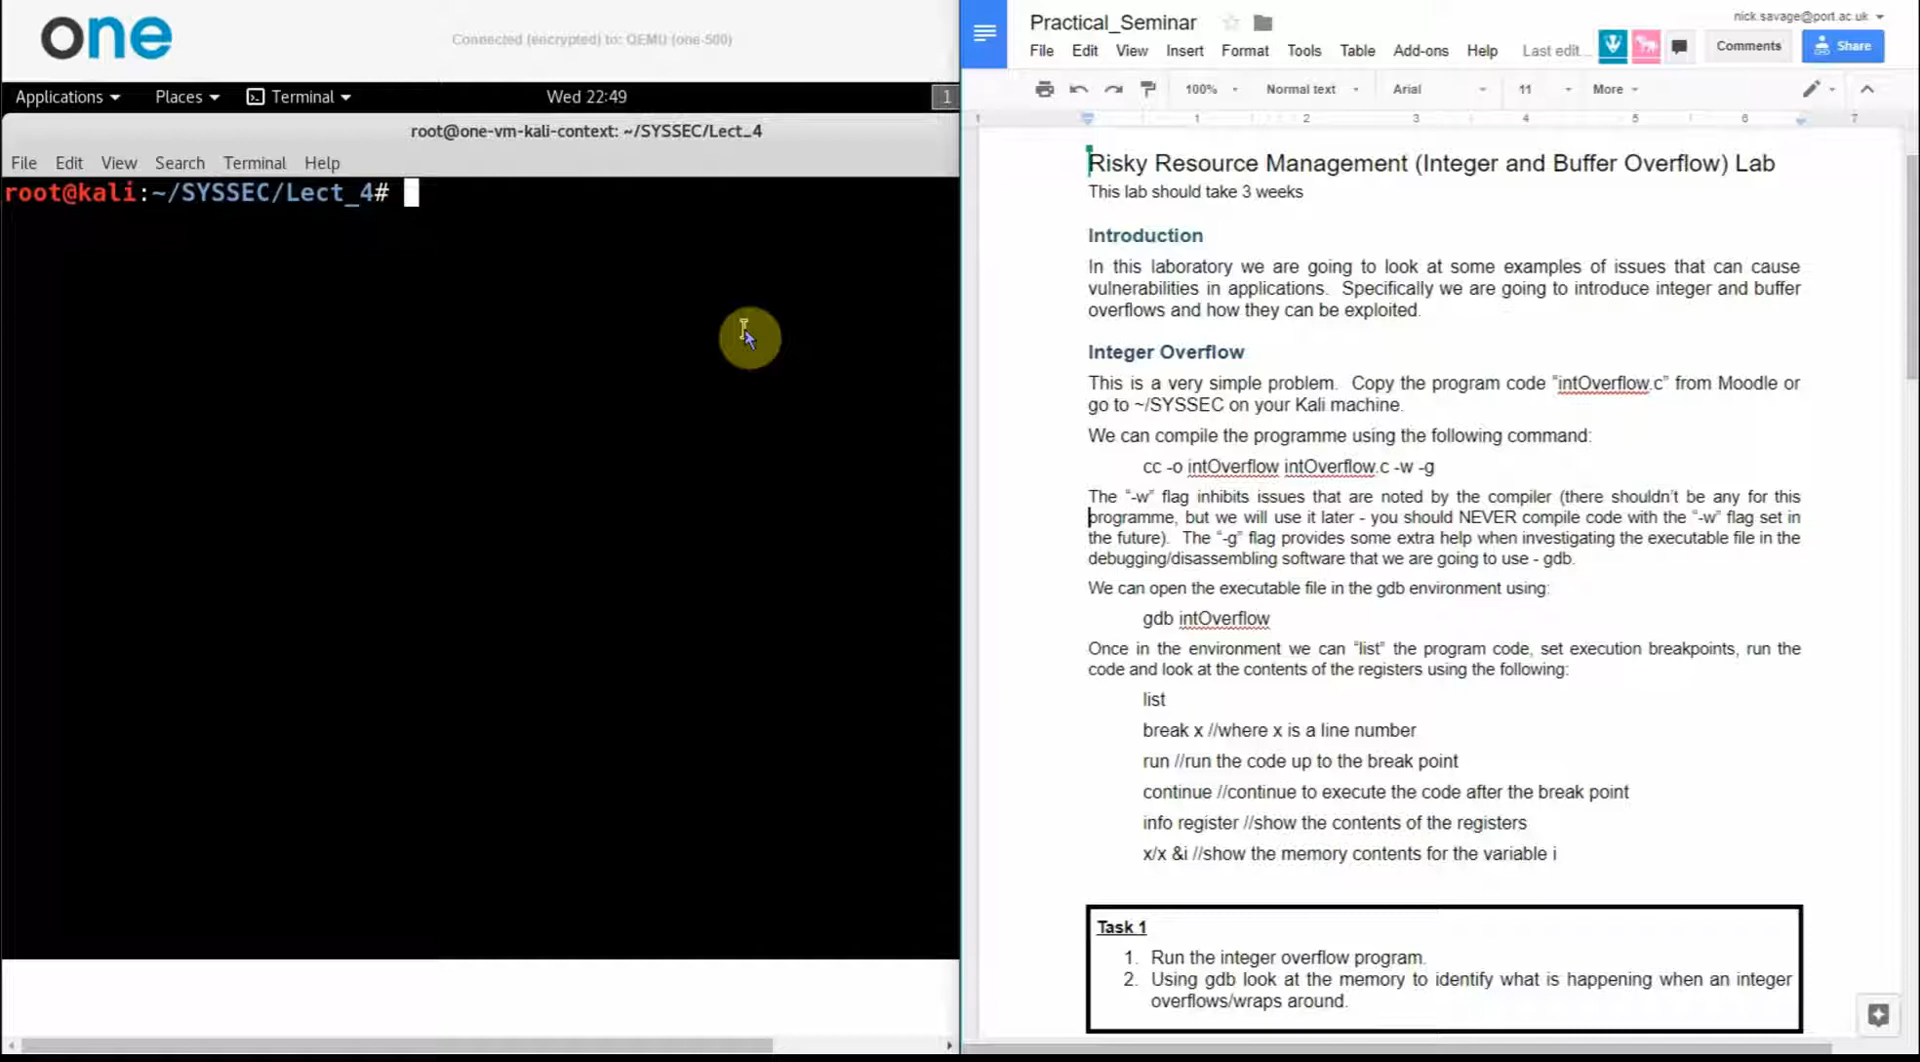 one
Connected (encrypted) to: QEMU (one-500)
Applications Places Terminal Wed 22:49 1
root@one-vm-kali-context: ~/SYSSEC/Lect_4
File Edit View Search Terminal Help
root@kali:~/SYSSEC/Lect_4#
nick.savage@port.ac.uk
Practical_Seminar
File Edit View Insert Format Tools Table Add-ons Help Last edit... Comments Share
100% Normal text Arial 11 More
1 1 2 3 4 5 6 7
Risky Resource Management (Integer and Buffer Overflow) Lab
This lab should take 3 weeks
Introduction
In this laboratory we are going to look at some examples of issues that can cause
vulnerabilities in applications. Specifically we are going to introduce integer and buffer
overflows and how they can be exploited.
Integer Overflow
This is a very simple problem. Copy the program code “intOverflow.c” from Moodle or
go to ~/SYSSEC on your Kali machine.
We can compile the programme using the following command:
cc -o intOverflow intOverflow.c -w -g
The “-w” flag inhibits issues that are noted by the compiler (there shouldn’t be any for this
programme, but we will use it later - you should NEVER compile code with the “-w” flag set in
the future). The “-g” flag provides some extra help when investigating the executable file in the
debugging/disassembling software that we are going to use - gdb.
We can open the executable file in the gdb environment using:
gdb intOverflow
Once in the environment we can “list” the program code, set execution breakpoints, run the
code and look at the contents of the registers using the following:
list
break x //where x is a line number
run //run the code up to the break point
continue //continue to execute the code after the break point
info register //show the contents of the registers
x/x &i //show the memory contents for the variable i
Task 1
1. Run the integer overflow program.
2. Using gdb look at the memory to identify what is happening when an integer
overflows/wraps around.